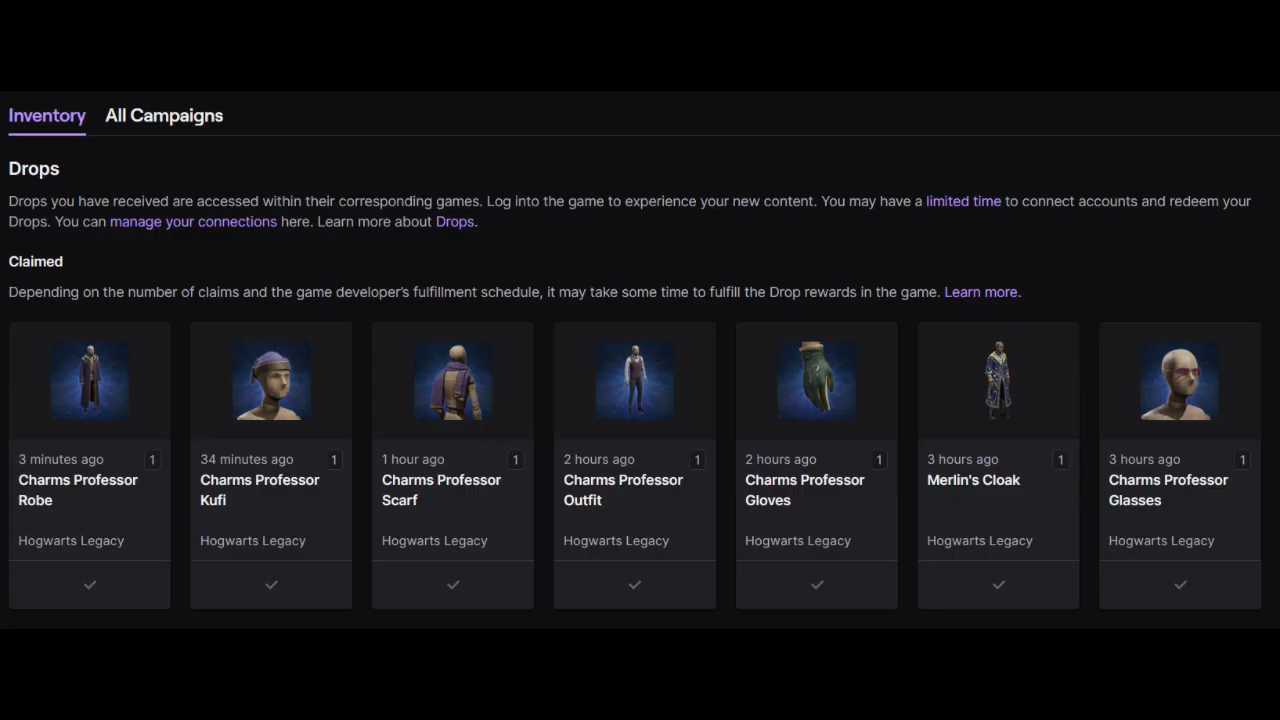 Inventory All Campaigns
Drops
Drops you have received are accessed within their corresponding games. Log into the game to experience your new content. You may have a limited time to connect accounts and redeem your
Drops. You can manage your connections here. Learn more about Drops.
Claimed
Depending on the number of claims and the game developer's fulfillment schedule, it may take some time to fulfill the Drop rewards in the game. Learn more.
3 minutes ago 1
Charms Professor
Robe
Hogwarts Legacy
34 minutes ago 1
Charms Professor
Kufi
Hogwarts Legacy
1 hour ago 1
Charms Professor
Scarf
Hogwarts Legacy
2 hours ago 1
Charms Professor
Outfit
Hogwarts Legacy
2 hours ago 1
Charms Professor
Gloves
Hogwarts Legacy
3 hours ago 1
Merlin's Cloak
Hogwarts Legacy
3 hours ago 1
Charms Professor
Glasses
Hogwarts Legacy